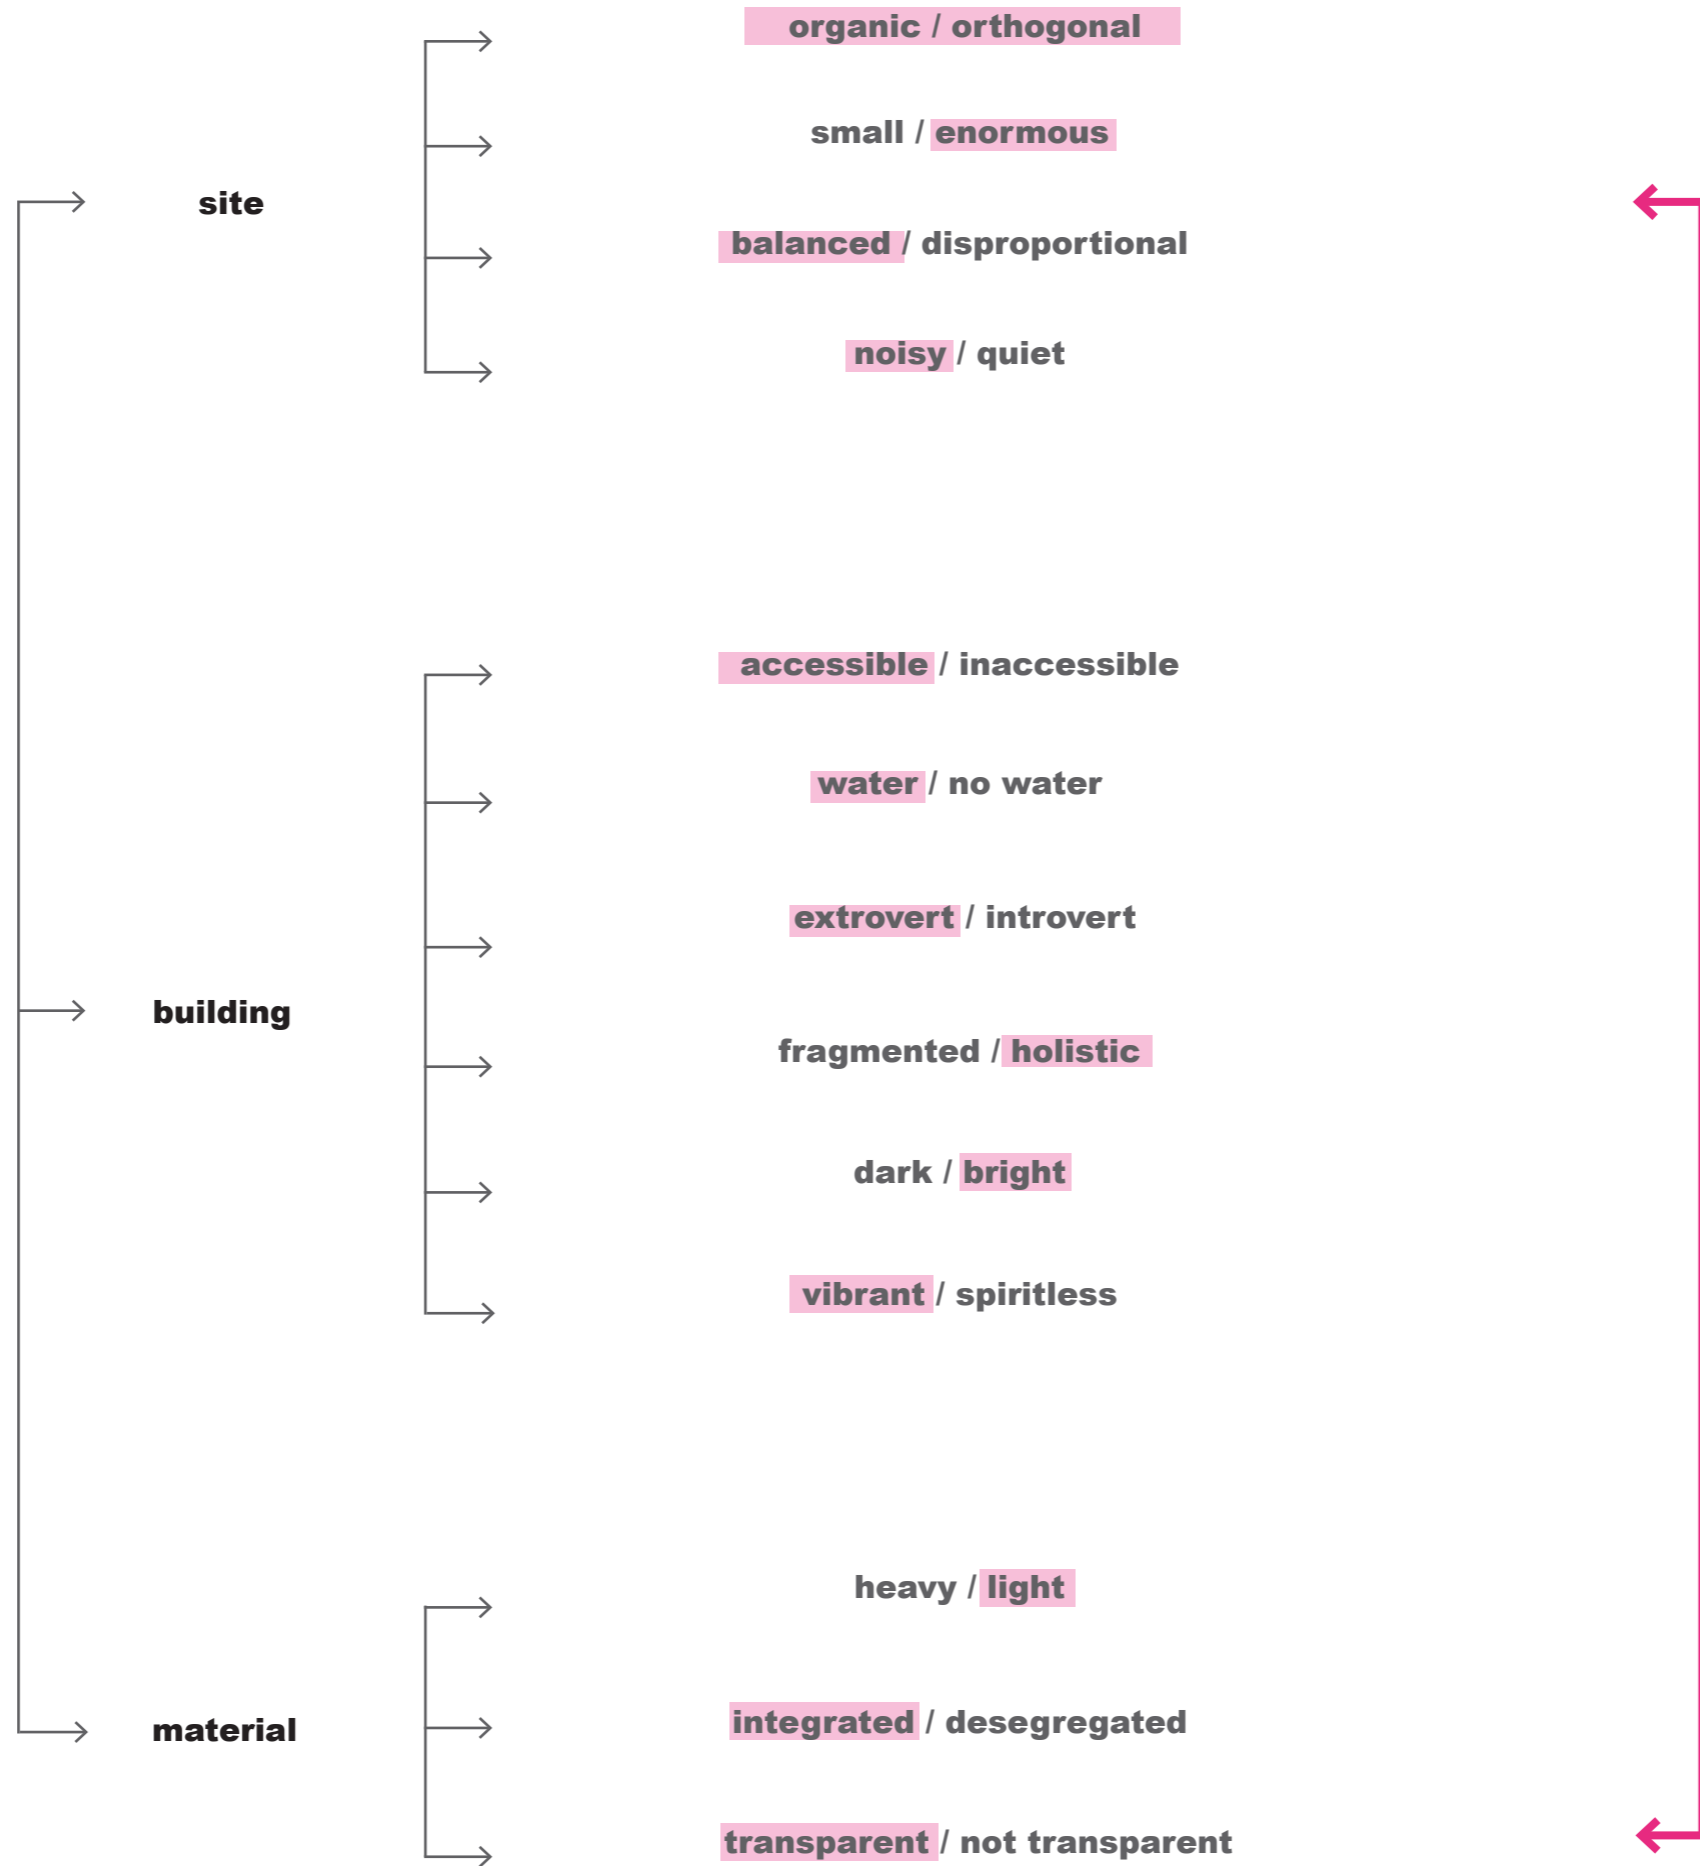 organic / orthogonal
small / enormous
site
balanced / disproportional
noisy / quiet
accessible / inaccessible
water / no water
extrovert / introvert
building
fragmented / holistic
dark / bright
vibrant / spiritless
heavy / light
material
integrated / desegregated
transparent / not transparent